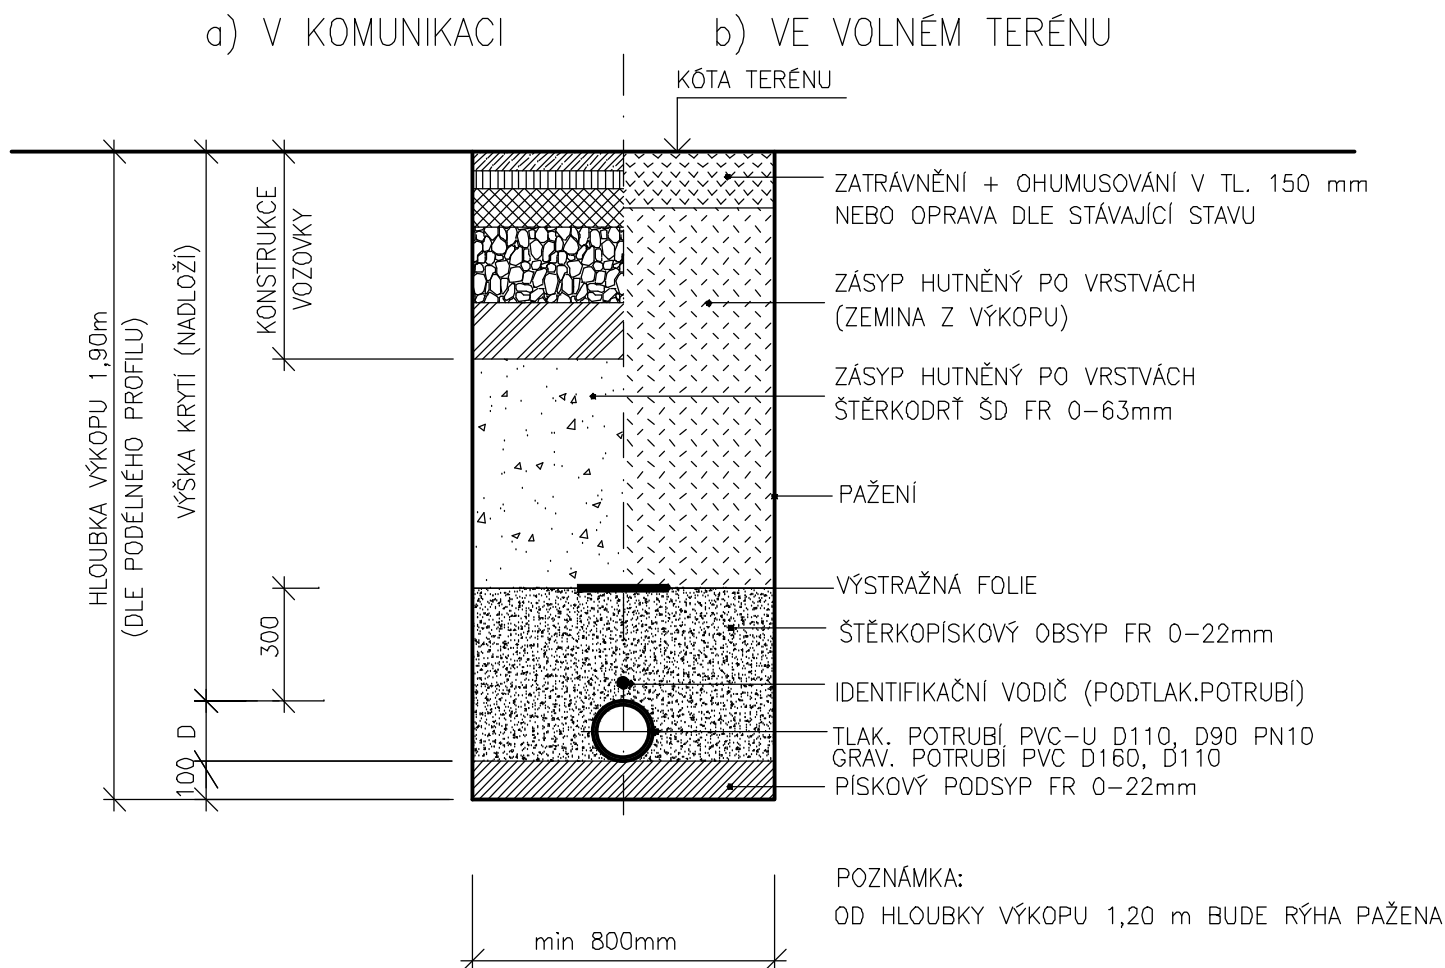 a) V KOMUNIKACI
b) VE VOLNÉM TERÉNU
KÓTA TERÉNU
ZATRÁVNĚNÍ + OHUMUSOVÁNÍ V TL. 150 mm
NEBO OPRAVA DLE STÁVAJÍCÍ STAVU
ZÁSYP HUTNĚNÝ PO VRSTVÁCH
(ZEMINA Z VÝKOPU)
ZÁSYP HUTNĚNÝ PO VRSTVÁCH
ŠTĚRKODRŤ ŠD FR 0-63mm
PAŽENÍ
VÝSTRAŽNÁ FOLIE
ŠTĚRKOPÍSKOVÝ OBSYP FR 0-22mm
IDENTIFIKAČNÍ VODIČ (PODTLAK.POTRUBÍ)
TLAK. POTRUBÍ PVC-U D110, D90 PN10
GRAV. POTRUBÍ PVC D160, D110
PÍSKOVÝ PODSYP FR 0-22mm
HLOUBKA VÝKOPU 1,90m
(DLE PODÉLNÉHO PROFILU)
VÝŠKA KRYTÍ (NADLOŽÍ)
KONSTRUKCE
VOZOVKY
300
D
100
min 800mm
POZNÁMKA:
OD HLOUBKY VÝKOPU 1,20 m BUDE RÝHA PAŽENA